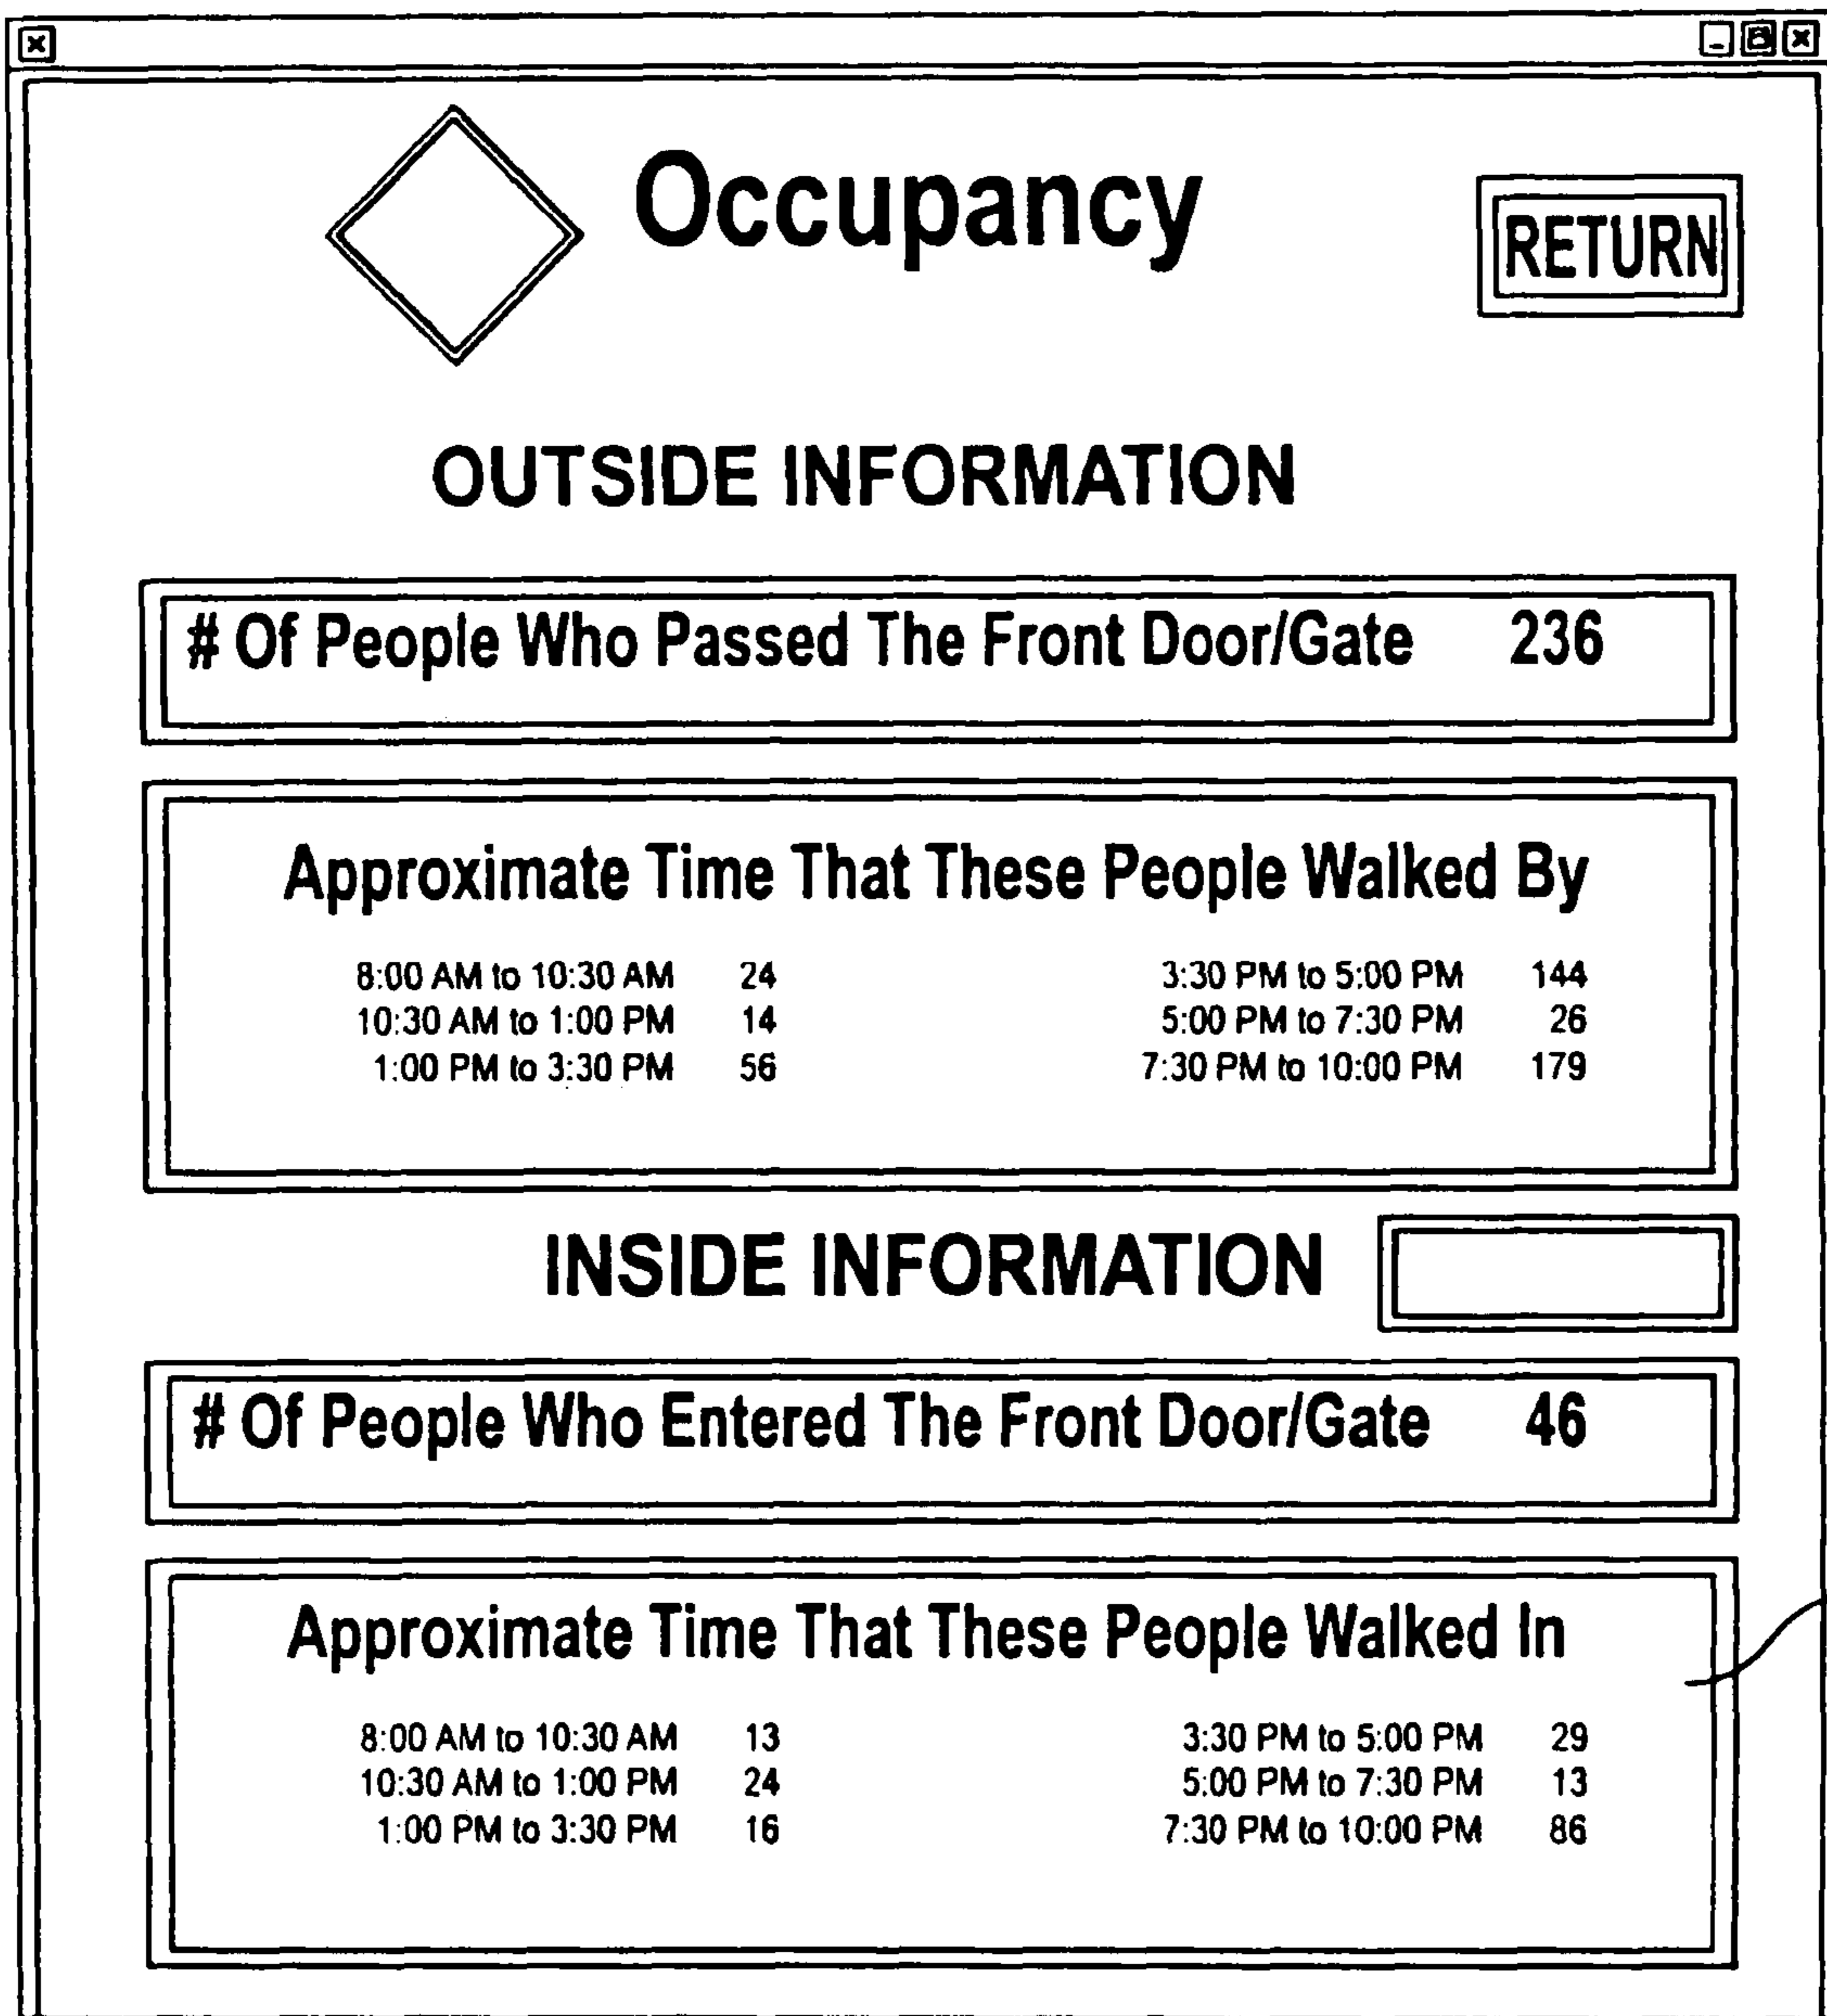 Occupancy
RETURN
OUTSIDE INFORMATION
# Of People Who Passed The Front Door/Gate 236
Approximate Time That These People Walked By
8:00 AM to 10:30 AM 24 3:30 PM to 5:00 PM 144
10:30 AM to 1:00 PM 14 5:00 PM to 7:30 PM 26
1:00 PM to 3:30 PM 56 7:30 PM to 10:00 PM 179
INSIDE INFORMATION
# Of People Who Entered The Front Door/Gate 46
Approximate Time That These People Walked In
8:00 AM to 10:30 AM 13 3:30 PM to 5:00 PM 29
10:30 AM to 1:00 PM 24 5:00 PM to 7:30 PM 13
1:00 PM to 3:30 PM 16 7:30 PM to 10:00 PM 86